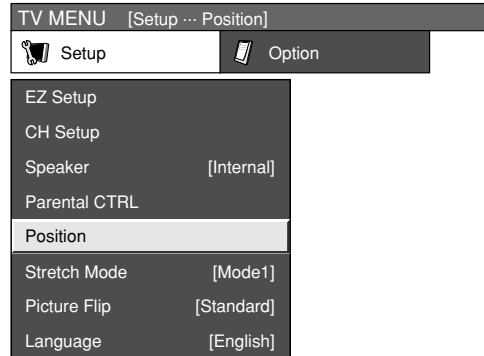 TV MENU [Setup ··· Position]
Setup Option
EZ Setup
CH Setup
Speaker [Internal]
Parental CTRL
Position
Stretch Mode [Mode1]
Picture Flip [Standard]
Language [English]